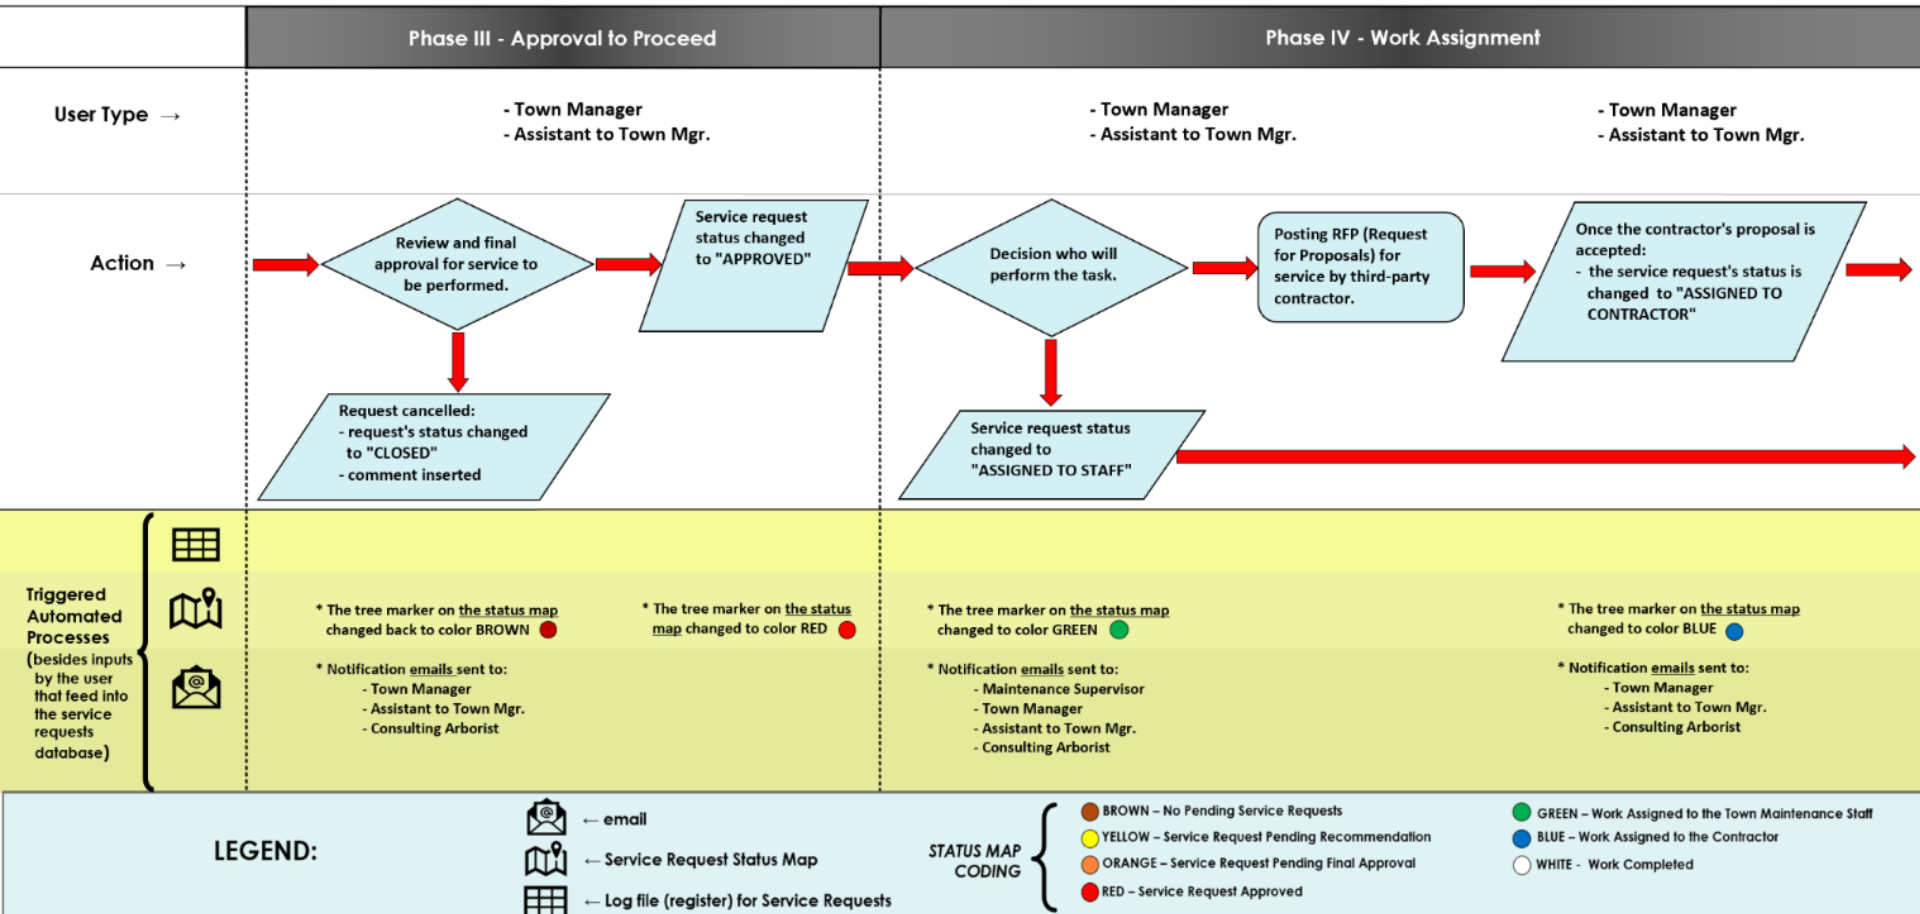 Phase III - Approval to Proceed
Phase IV - Work Assignment
User Type →
- Town Manager
- Assistant to Town Mgr.
- Town Manager
- Assistant to Town Mgr.
- Town Manager
- Assistant to Town Mgr.
Action →
Review and final
approval for service to
be performed.
Service request
status changed
to "APPROVED"
Decision who will
perform the task.
Posting RFP (Request
for Proposals) for
service by third-party
contractor.
Once the contractor's proposal is
accepted:
- the service request's status is
changed to "ASSIGNED TO
CONTRACTOR"
Request cancelled:
- request's status changed
to "CLOSED"
- comment inserted
Service request status
changed to
"ASSIGNED TO STAFF"
Triggered
Automated
Processes
(besides inputs
by the user
that feed into
the service
requests
database)
* The tree marker on the status map
changed back to color BROWN
* The tree marker on the status
map changed to color RED
* The tree marker on the status map
changed to color GREEN
* The tree marker on the status map
changed to color BLUE
* Notification emails sent to:
- Town Manager
- Assistant to Town Mgr.
- Consulting Arborist
* Notification emails sent to:
- Maintenance Supervisor
- Town Manager
- Assistant to Town Mgr.
- Consulting Arborist
* Notification emails sent to:
- Town Manager
- Assistant to Town Mgr.
- Consulting Arborist
LEGEND:
← email
← Service Request Status Map
← Log file (register) for Service Requests
STATUS MAP
CODING
BROWN – No Pending Service Requests
YELLOW – Service Request Pending Recommendation
ORANGE – Service Request Pending Final Approval
RED – Service Request Approved
GREEN – Work Assigned to the Town Maintenance Staff
BLUE – Work Assigned to the Contractor
WHITE - Work Completed